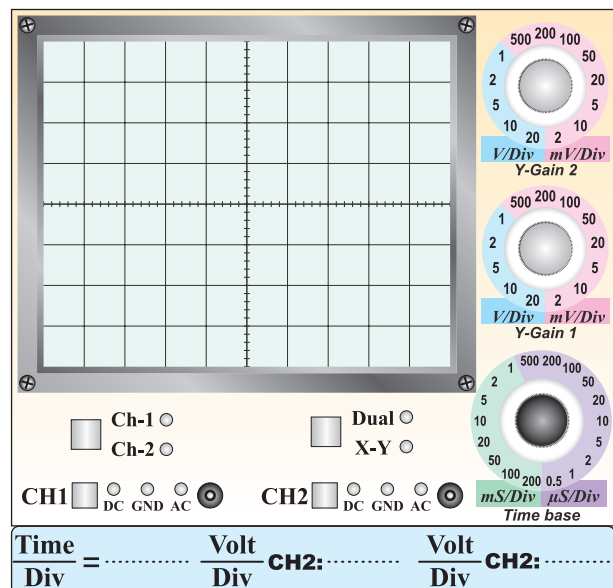 500 200 100
1 50
2 20
5 10
10 5
20 2
V/Div mV/Div
Y-Gain 2
500 200 100
1 50
2 20
5 10
10 5
20 2
V/Div mV/Div
Y-Gain 1
500 200
1 100
2 50
5 20
10 10
20 5
50 2
100 1
200 0.5
mS/Div µS/Div
Time base
Ch-1
Ch-2
Dual
X-Y
CH1 DC GND AC
CH2 DC GND AC
Time Volt Volt
= ............ CH2: ............ CH2: ............
Div Div Div